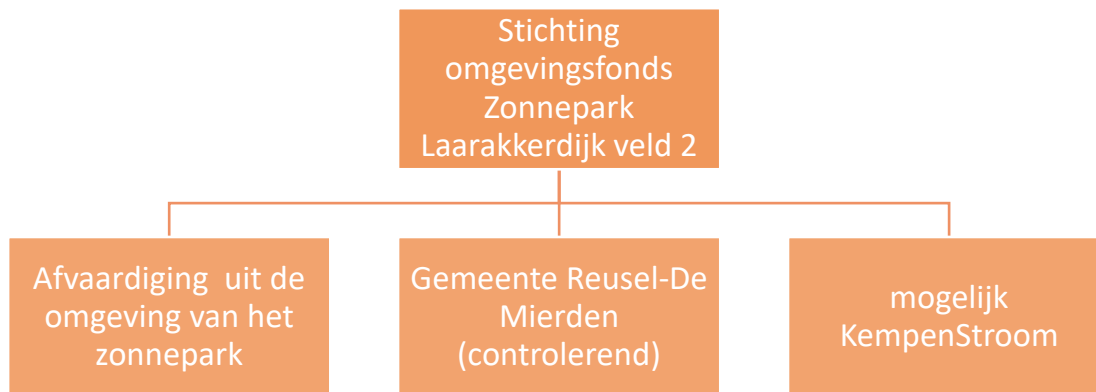 Stichting
omgevingsfonds
Zonnepark
Laarakkerdijk veld 2
Afvaardiging uit de
omgeving van het
zonnepark
Gemeente Reusel-De
Mierden
(controlerend)
mogelijk
KempenStroom